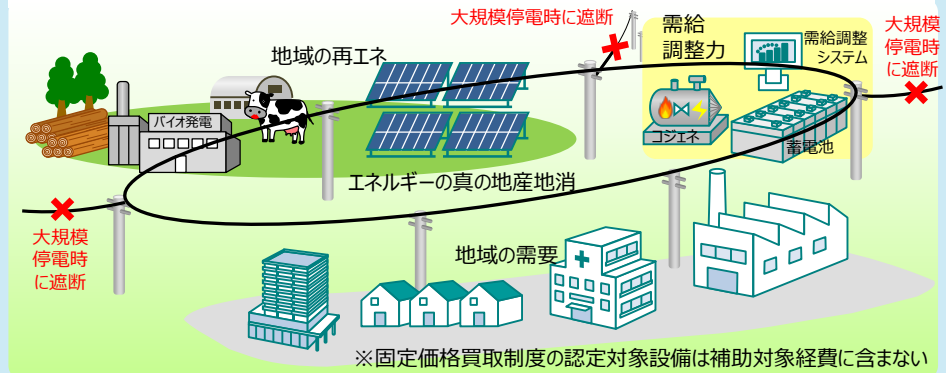 大規模停電時に遮断
地域の再エネ
需給
調整力
需給調整
システム
大規模
停電時
に遮断
バイオ発電
コジェネ
蓄電池
エネルギーの真の地産地消
大規模
停電時
に遮断
地域の需要
※固定価格買取制度の認定対象設備は補助対象経費に含まない